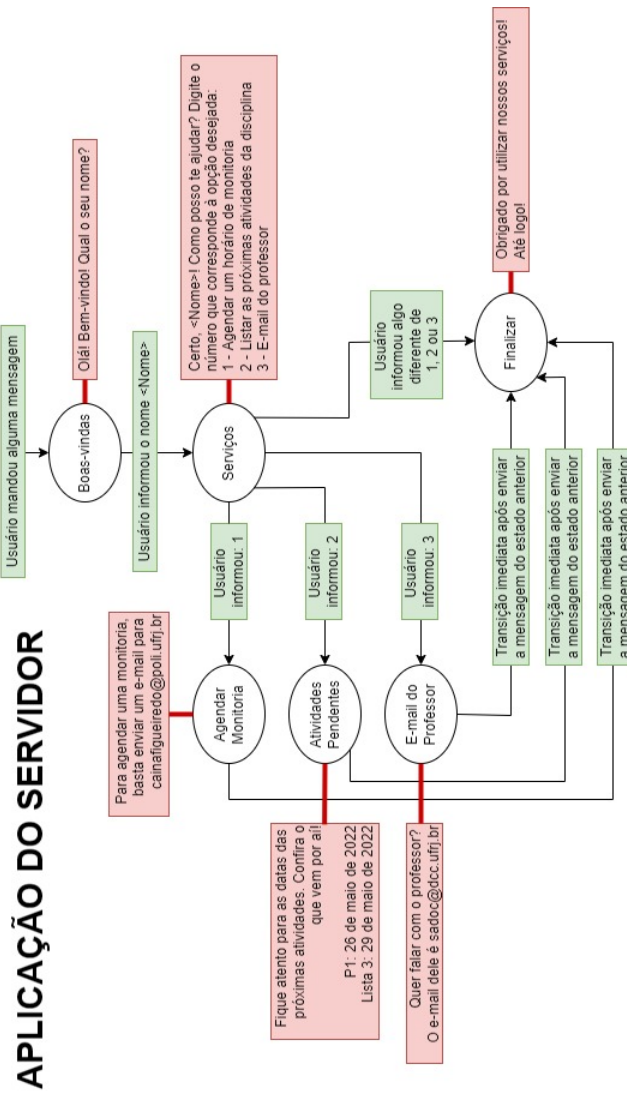 APLICAÇÃO DO SERVIDOR
Usuário mandou alguma mensagem
Boas-vindas
Olá! Bem-vindo! Qual o seu nome?
Usuário informou o nome <Nome>
Serviços
Certo, <Nome>! Como posso te ajudar? Digite o
número que corresponde à opção desejada:
1 - Agendar um horário de monitoria
2 - Listar as próximas atividades da disciplina
3 - E-mail do professor
Usuário
informou: 1
Usuário
informou: 2
Usuário
informou: 3
Usuário
informou algo
diferente de
1, 2 ou 3
Para agendar uma monitoria,
basta enviar um e-mail para
cainafigueiredo@poli.ufrj.br
Agendar
Monitoria
Fique atento para as datas das
próximas atividades. Confira o
que vem por aí!
P1: 26 de maio de 2022
Lista 3: 29 de maio de 2022
Atividades
Pendentes
Quer falar com o professor?
O e-mail dele é sadoc@dcc.ufrj.br
E-mail do
Professor
Transição imediata após enviar
a mensagem do estado anterior
Transição imediata após enviar
a mensagem do estado anterior
Transição imediata após enviar
a mensagem do estado anterior
Finalizar
Obrigado por utilizar nossos serviços!
Até logo!